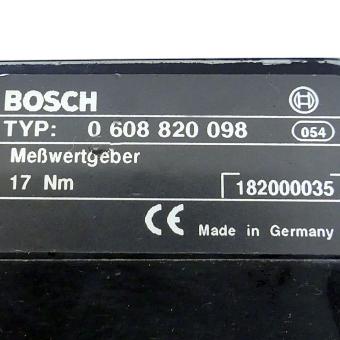 BOSCH
TYP: 0 608 820 098 054
Meßwertgeber
17 Nm 182000035
CE Made in Germany